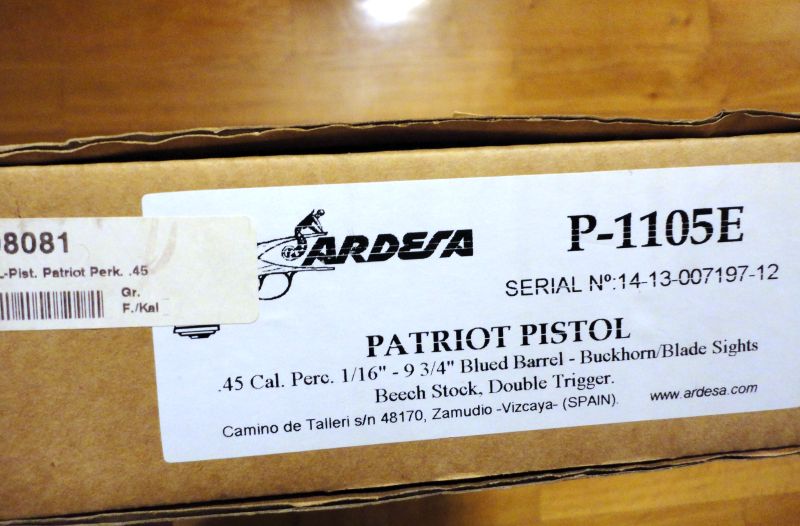 8081
L-Pist. Patriot Perk. .45
Gr.
F./Kal
ARDESA
P-1105E
SERIAL Nº:14-13-007197-12
PATRIOT PISTOL
.45 Cal. Perc. 1/16" - 9 3/4" Blued Barrel - Buckhorn/Blade Sights
Beech Stock, Double Trigger.
Camino de Talleri s/n 48170, Zamudio -Vizcaya- (SPAIN).
www.ardesa.com